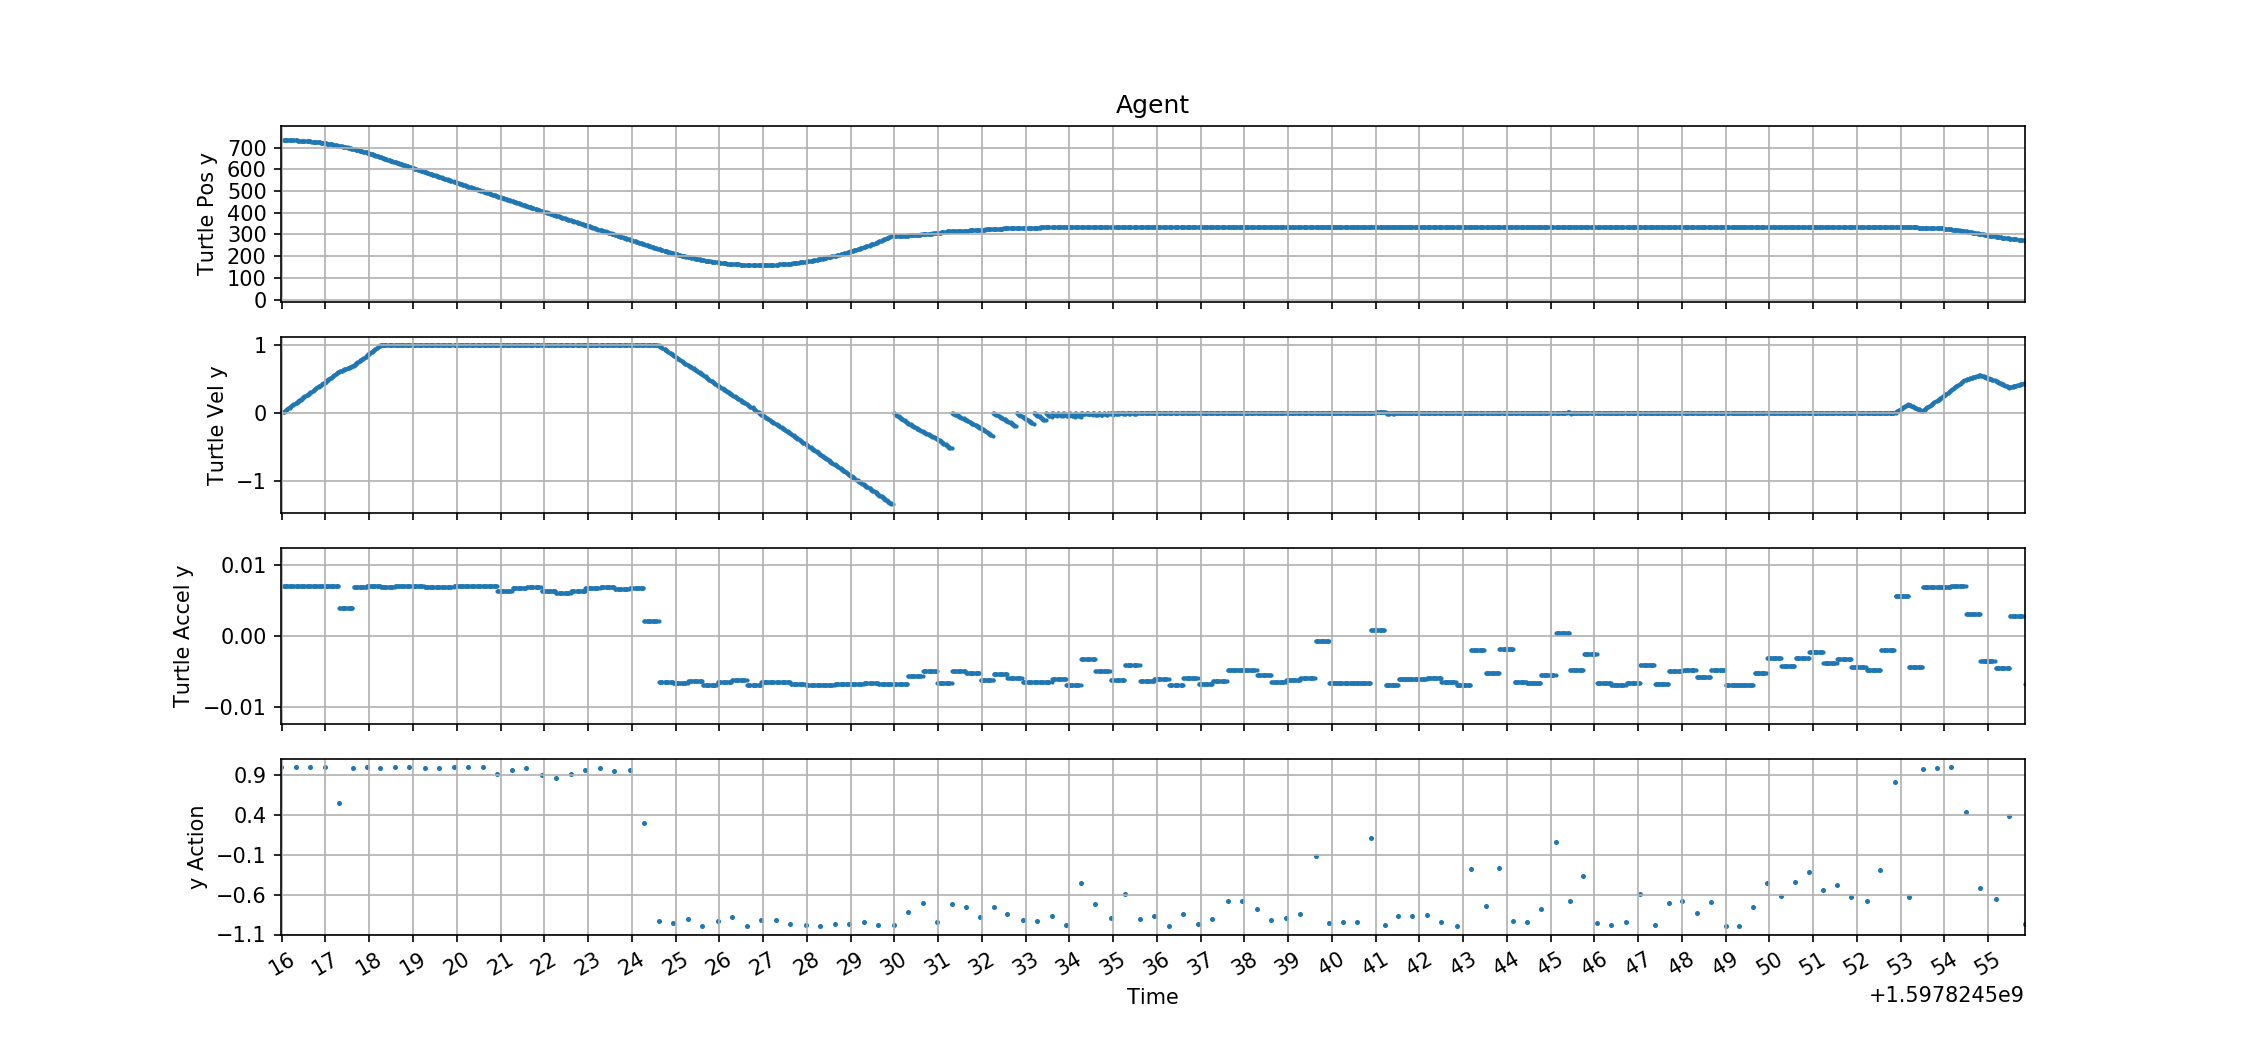 Agent
Turtle Pos y
700
600
500
400
300
200
100
0
Turtle Vel y
1
0
−1
Turtle Accel y
0.01
0.00
−0.01
y Action
0.9
0.4
−0.1
−0.6
−1.1
16 17 18 19 20 21 22 23 24 25 26 27 28 29 30 31 32 33 34 35 36 37 38 39 40 41 42 43 44 45 46 47 48 49 50 51 52 53 54 55
Time
+1.5978245e9